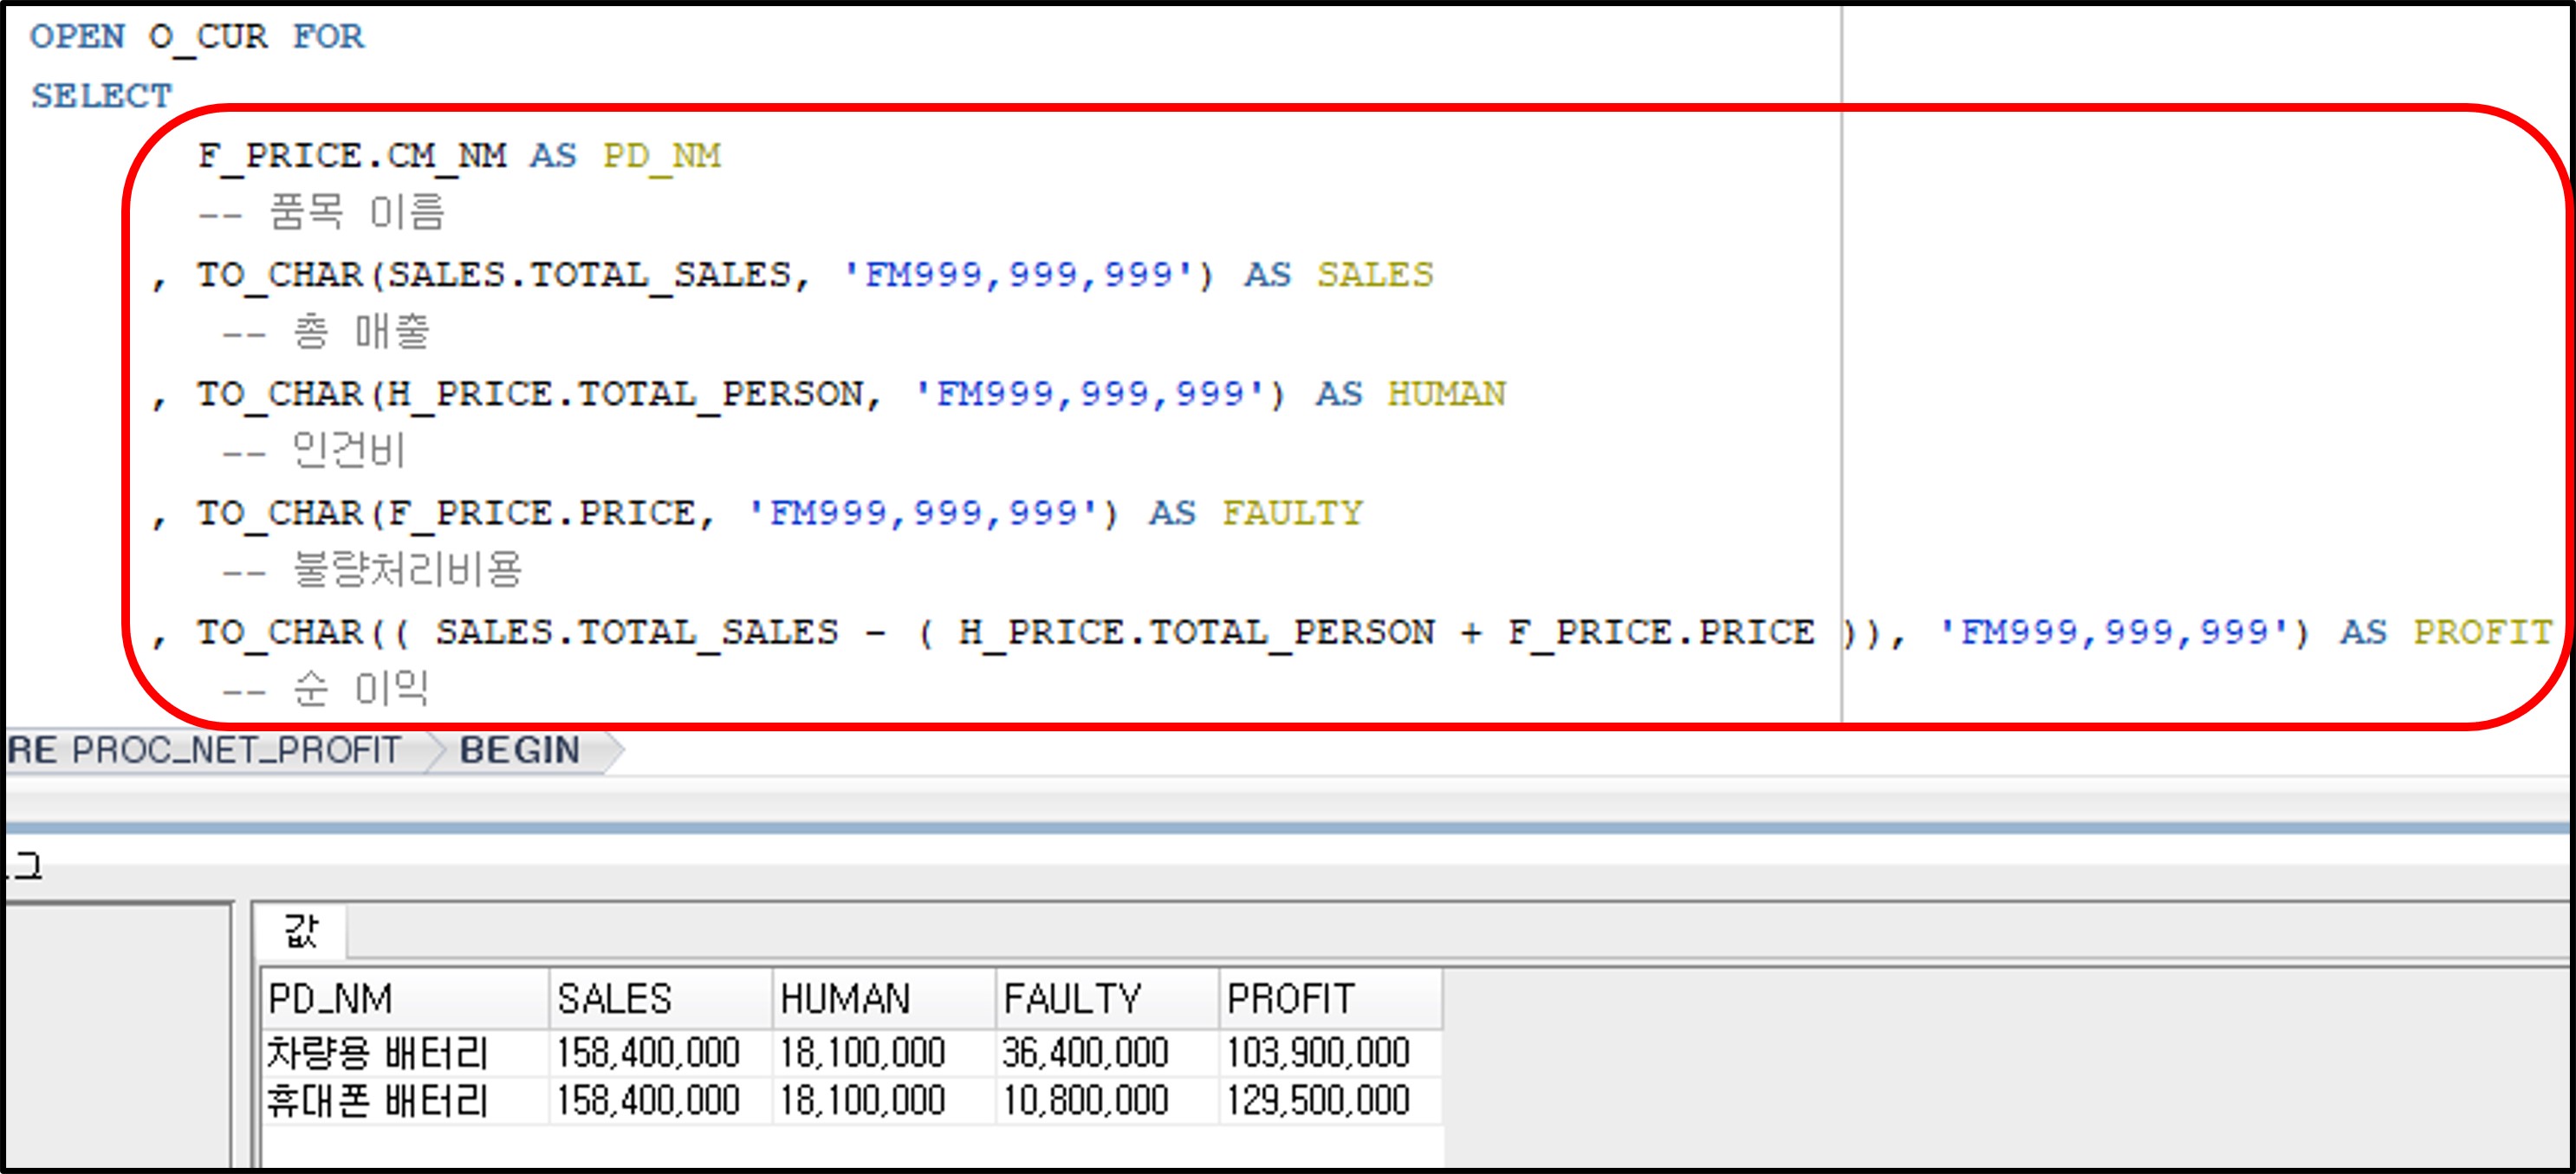 OPEN O_CUR FOR
SELECT
F_PRICE.CM_NM AS PD_NM
-- 품목 이름
, TO_CHAR(SALES.TOTAL_SALES, 'FM999,999,999') AS SALES
-- 총 매출
, TO_CHAR(H_PRICE.TOTAL_PERSON, 'FM999,999,999') AS HUMAN
-- 인건비
, TO_CHAR(F_PRICE.PRICE, 'FM999,999,999') AS FAULTY
-- 불량처리비용
, TO_CHAR(( SALES.TOTAL_SALES - ( H_PRICE.TOTAL_PERSON + F_PRICE.PRICE )), 'FM999,999,999') AS PROFIT
-- 순 이익
RE PROC_NET_PROFIT BEGIN
그
값
PD_NM SALES HUMAN FAULTY PROFIT
차량용 배터리 158,400,000 18,100,000 36,400,000 103,900,000
휴대폰 배터리 158,400,000 18,100,000 10,800,000 129,500,000